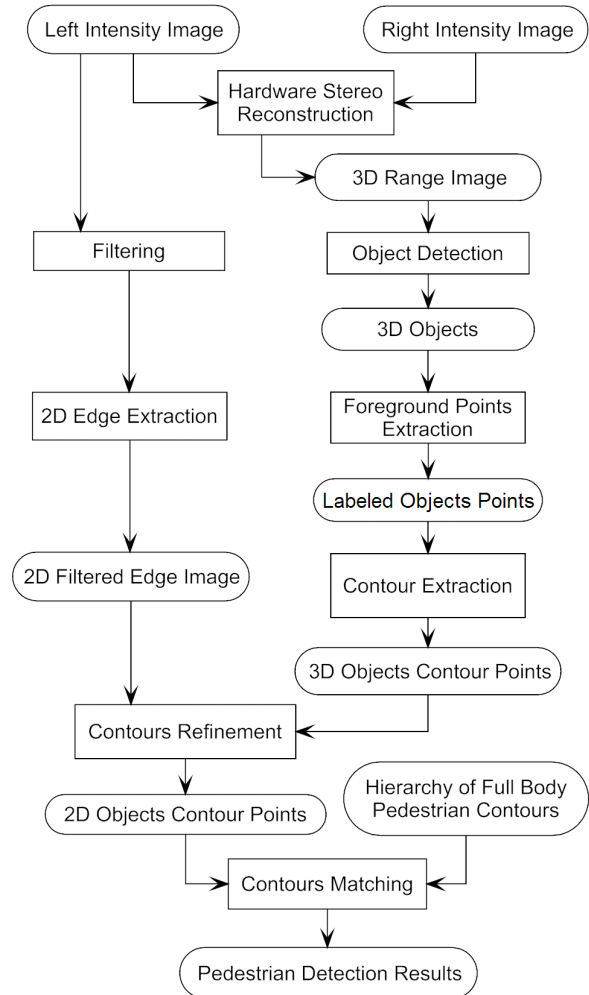 Left Intensity Image
Right Intensity Image
Hardware Stereo
Reconstruction
3D Range Image
Filtering
Object Detection
3D Objects
2D Edge Extraction
Foreground Points
Extraction
Labeled Objects Points
2D Filtered Edge Image
Contour Extraction
3D Objects Contour Points
Contours Refinement
Hierarchy of Full Body
Pedestrian Contours
2D Objects Contour Points
Contours Matching
Pedestrian Detection Results